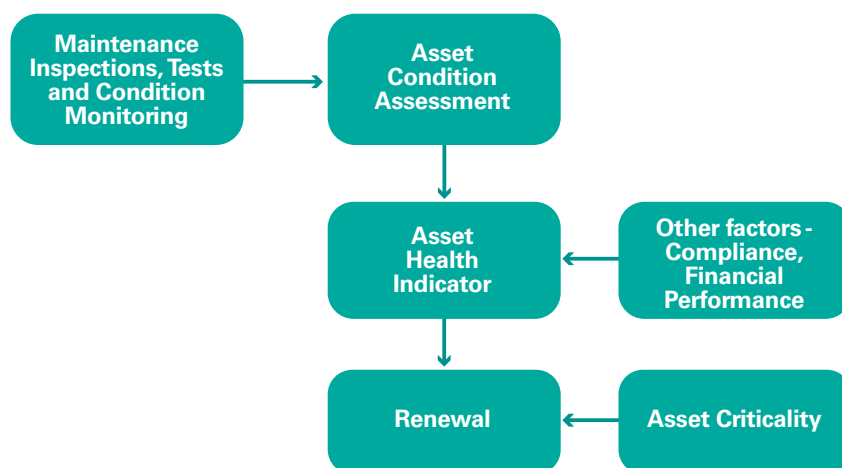 Maintenance
Inspections, Tests
and Condition
Monitoring
Asset
Condition
Assessment
Asset
Health
Indicator
Other factors -
Compliance,
Financial
Performance
Renewal
Asset Criticality